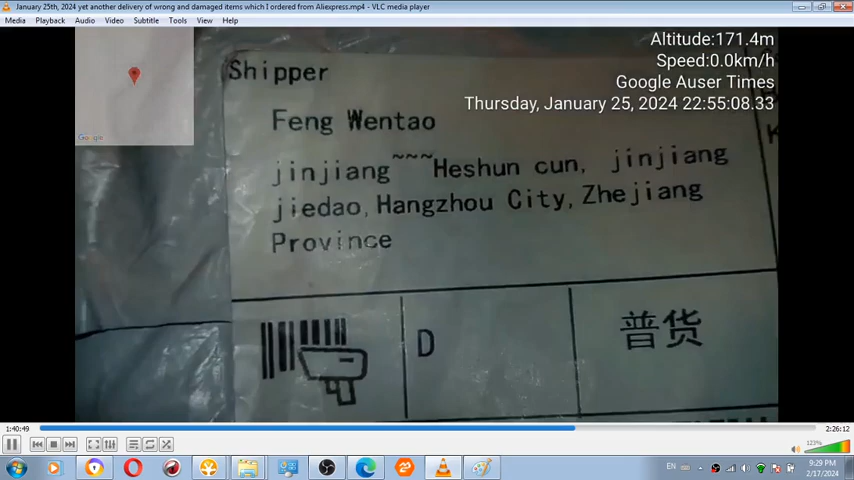 January 25th, 2024 yet another delivery of wrong and damaged items which I ordered from Aliexpress.mp4 - VLC media player
Media Playback Audio Video Subtitle Tools View Help
Altitude:171.4m
Speed:0.0km/h
Google Auser Times
Thursday, January 25, 2024 22:55:08.33
Google
Shipper
Feng Wentao
jinjiang~~~Heshun cun, jinjiang
jiedao,Hangzhou City,Zhejiang
Province
D
普货
1:40:49
2:26:12
123%
EN
9:29 PM
2/17/2024